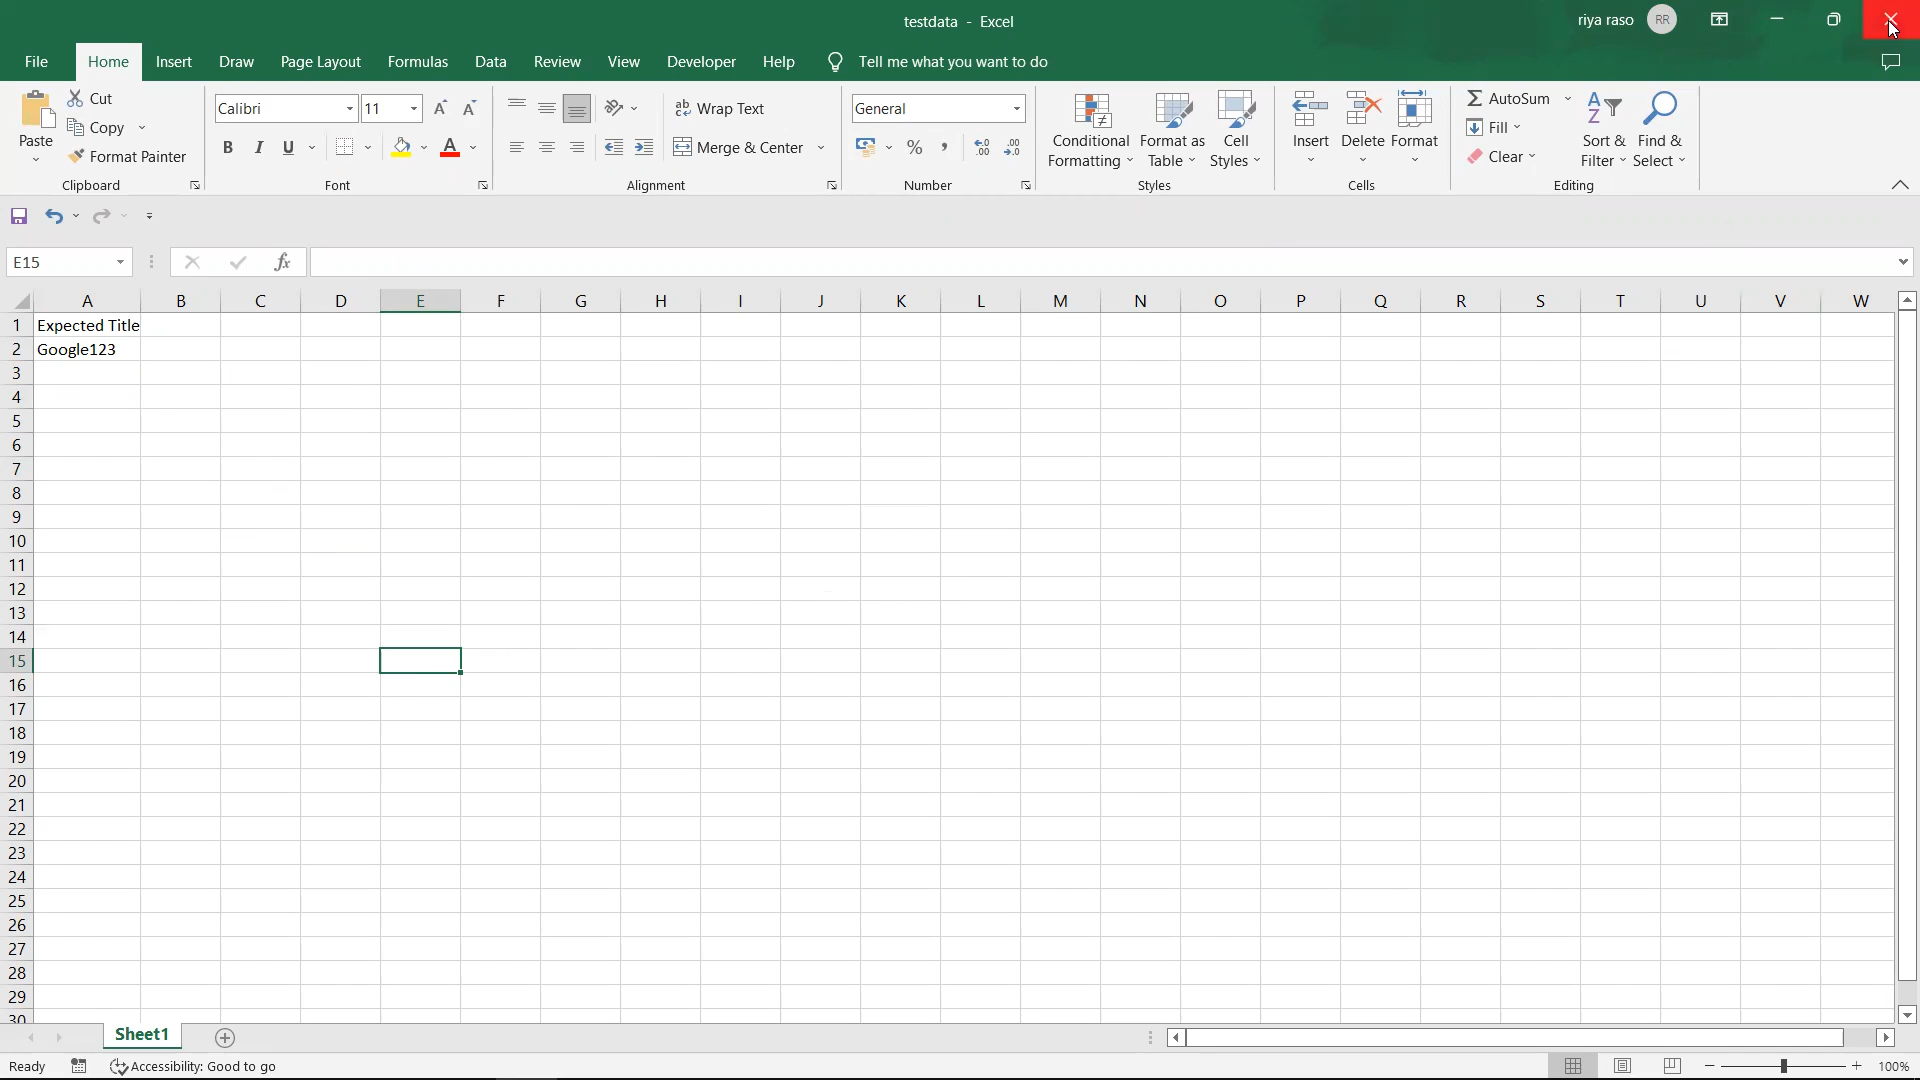 testdata - Excel
riya raso RR
File Home Insert Draw Page Layout Formulas Data Review View Developer Help Tell me what you want to do
Paste
Cut
Copy
Format Painter
Clipboard
Calibri 11
B I U
Font
Wrap Text
Merge & Center
Alignment
General
% ,
Number
Conditional Formatting
Format as Table
Cell Styles
Styles
Insert Delete Format
Cells
AutoSum
Fill
Clear
Sort & Filter
Find & Select
Editing
E15 fx
A B C D E F G H I J K L M N O P Q R S T U V W
1 Expected Title
2 Google123
3
4
5
6
7
8
9
10
11
12
13
14
15
16
17
18
19
20
21
22
23
24
25
26
27
28
29
30
Sheet1
Ready Accessibility: Good to go 100%